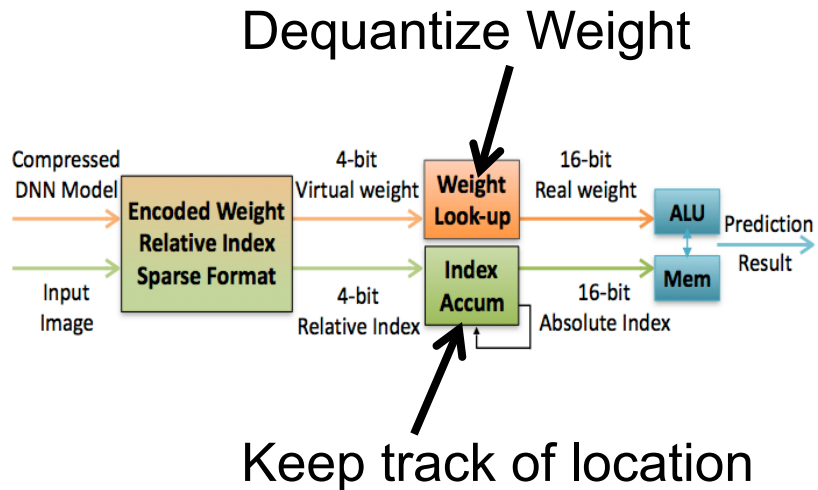 Dequantize Weight
Compressed
DNN Model
4-bit
Virtual weight
Weight
Look-up
16-bit
Real weight
ALU
Prediction
Encoded Weight
Relative Index
Sparse Format
Input
Image
4-bit
Relative Index
Index
Accum
16-bit
Absolute Index
Mem
Result
Keep track of location